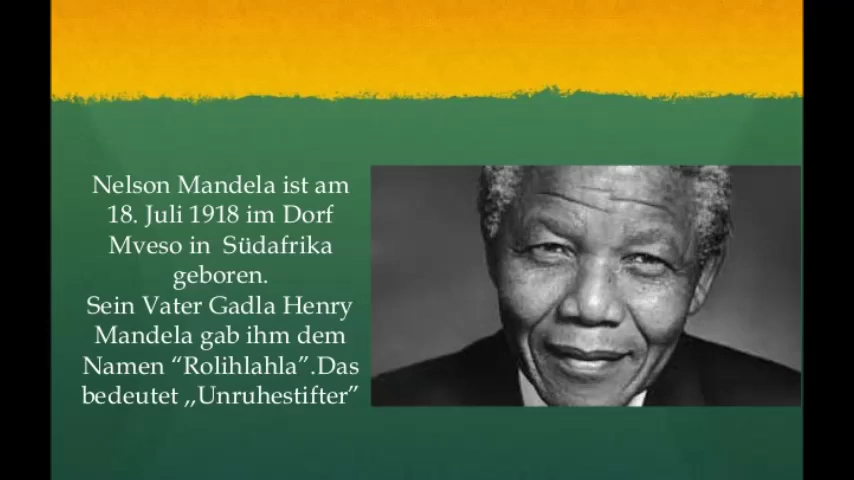 Nelson Mandela ist am
18. Juli 1918 im Dorf
Mveso in  Südafrika
geboren.
Sein Vater Gadla Henry
Mandela gab ihm dem
Namen “Rolihlahla”.Das
bedeutet ,,Unruhestifter”